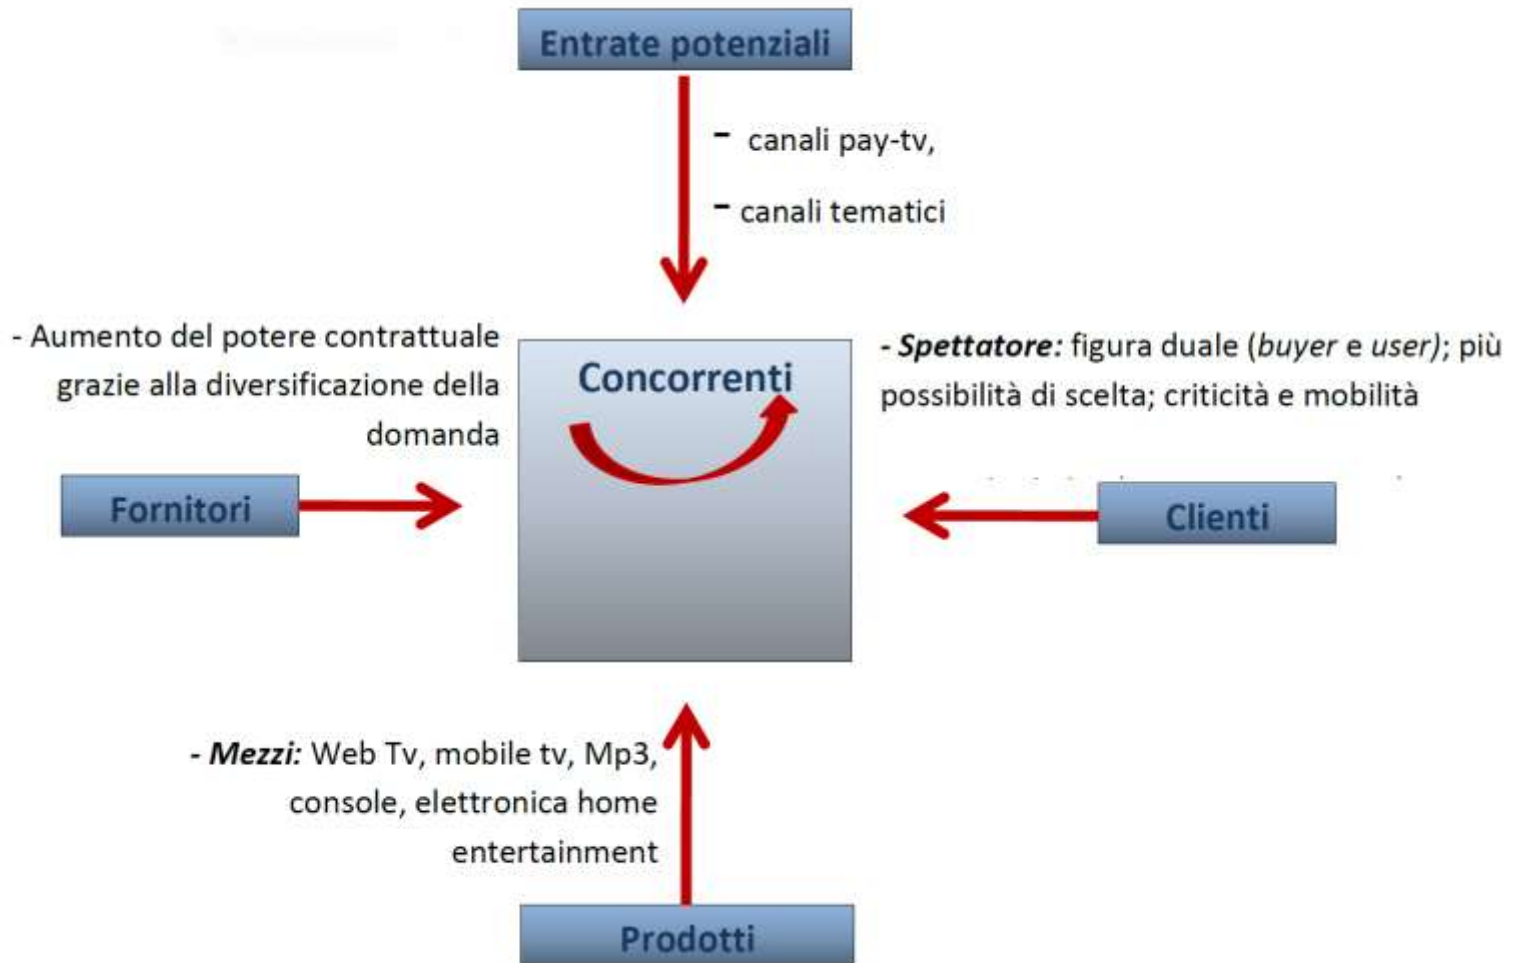 Entrate potenziali
- canali pay-tv,
- canali tematici
- Aumento del potere contrattuale
grazie alla diversificazione della
domanda
Concorrenti
- Spettatore: figura duale (buyer e user); più
possibilità di scelta; criticità e mobilità
Fornitori
Clienti
- Mezzi: Web Tv, mobile tv, Mp3,
console, elettronica home
entertainment
Prodotti